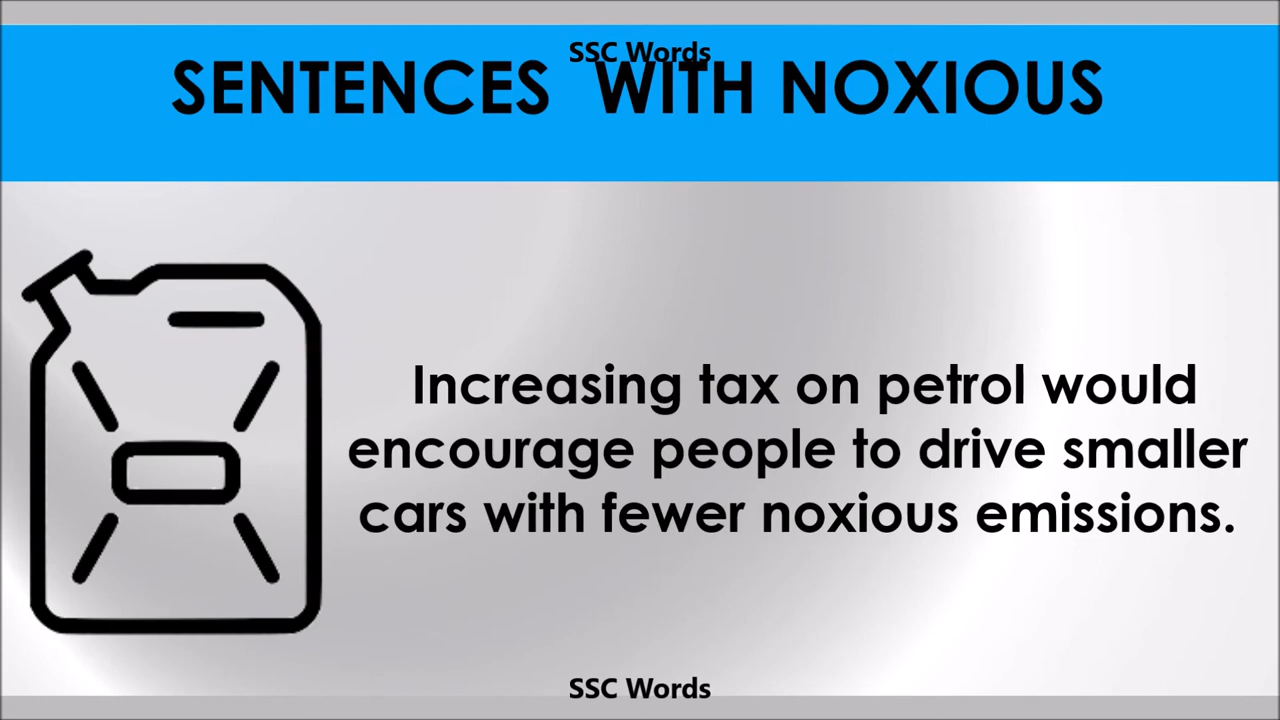 SSC Words
SENTENCES WITH NOXIOUS
Increasing tax on petrol would
encourage people to drive smaller
cars with fewer noxious emissions.
SSC Words